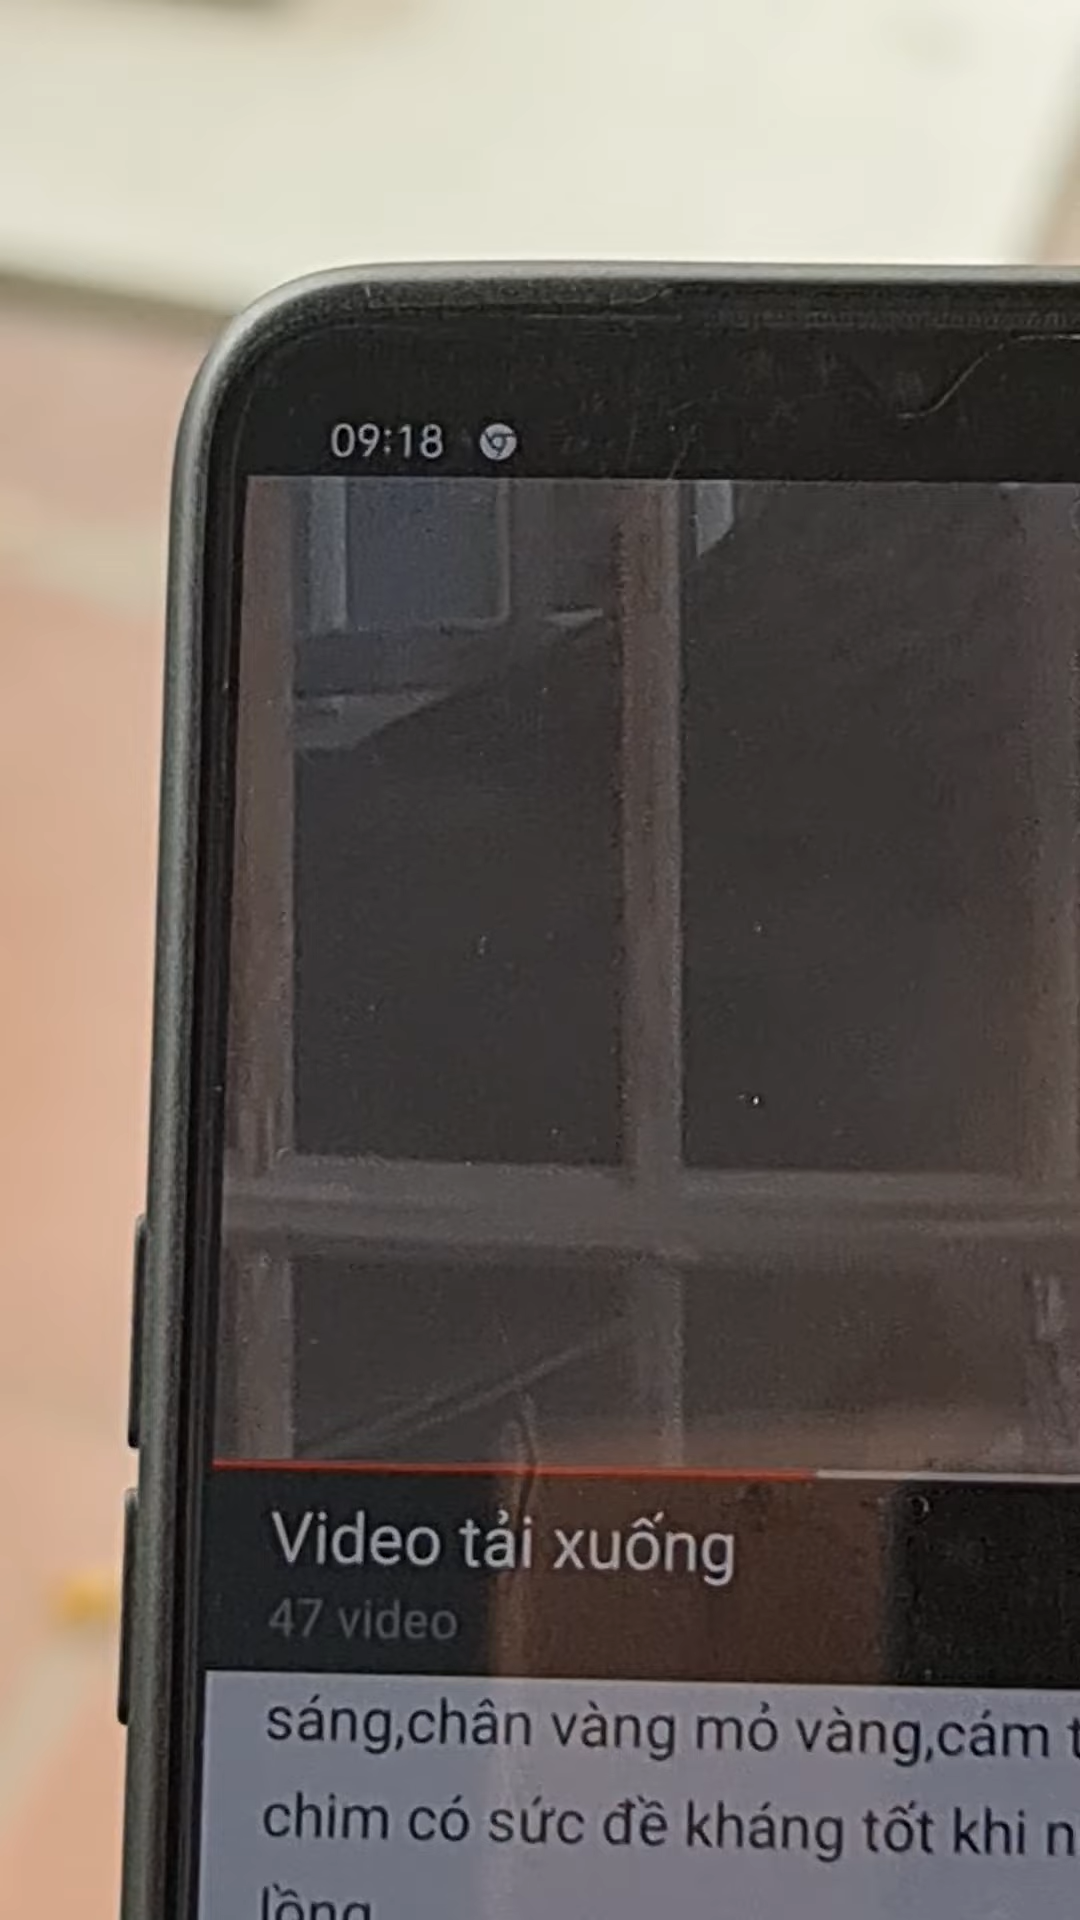 09:18
Video tải xuống
47 video
sáng,chân vàng mỏ vàng,cám
chim có sức đề kháng tốt khi
lồng